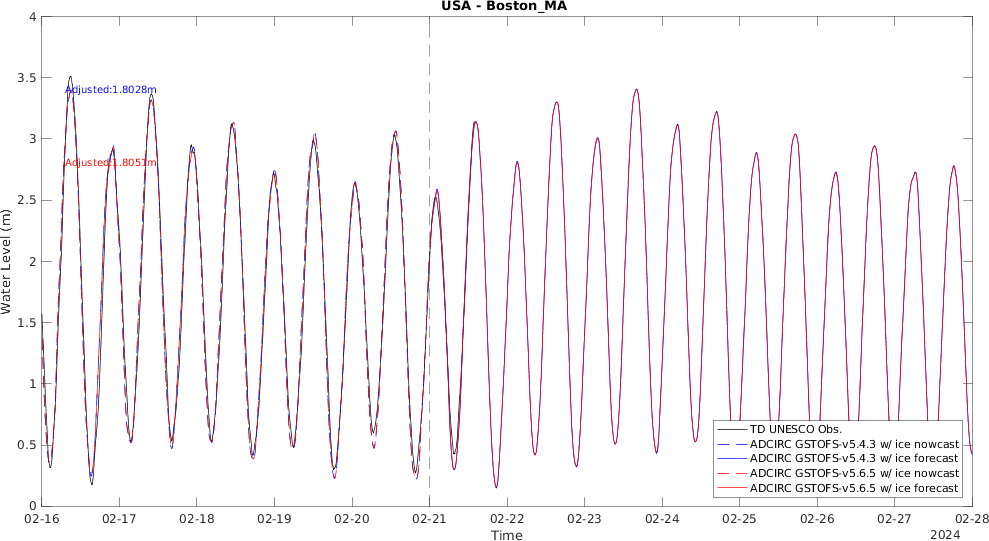 USA - Boston_MA
4
3.5
3
2.5
2
1.5
1
0.5
0
Water Level (m)
Adjusted:1.8028m
Adjusted:1.8051m
TD UNESCO Obs.
ADCIRC GSTOFS-v5.4.3 w/ ice nowcast
ADCIRC GSTOFS-v5.4.3 w/ ice forecast
ADCIRC GSTOFS-v5.6.5 w/ ice nowcast
ADCIRC GSTOFS-v5.6.5 w/ ice forecast
02-16 02-17 02-18 02-19 02-20 02-21 02-22 02-23 02-24 02-25 02-26 02-27 02-28
Time
2024